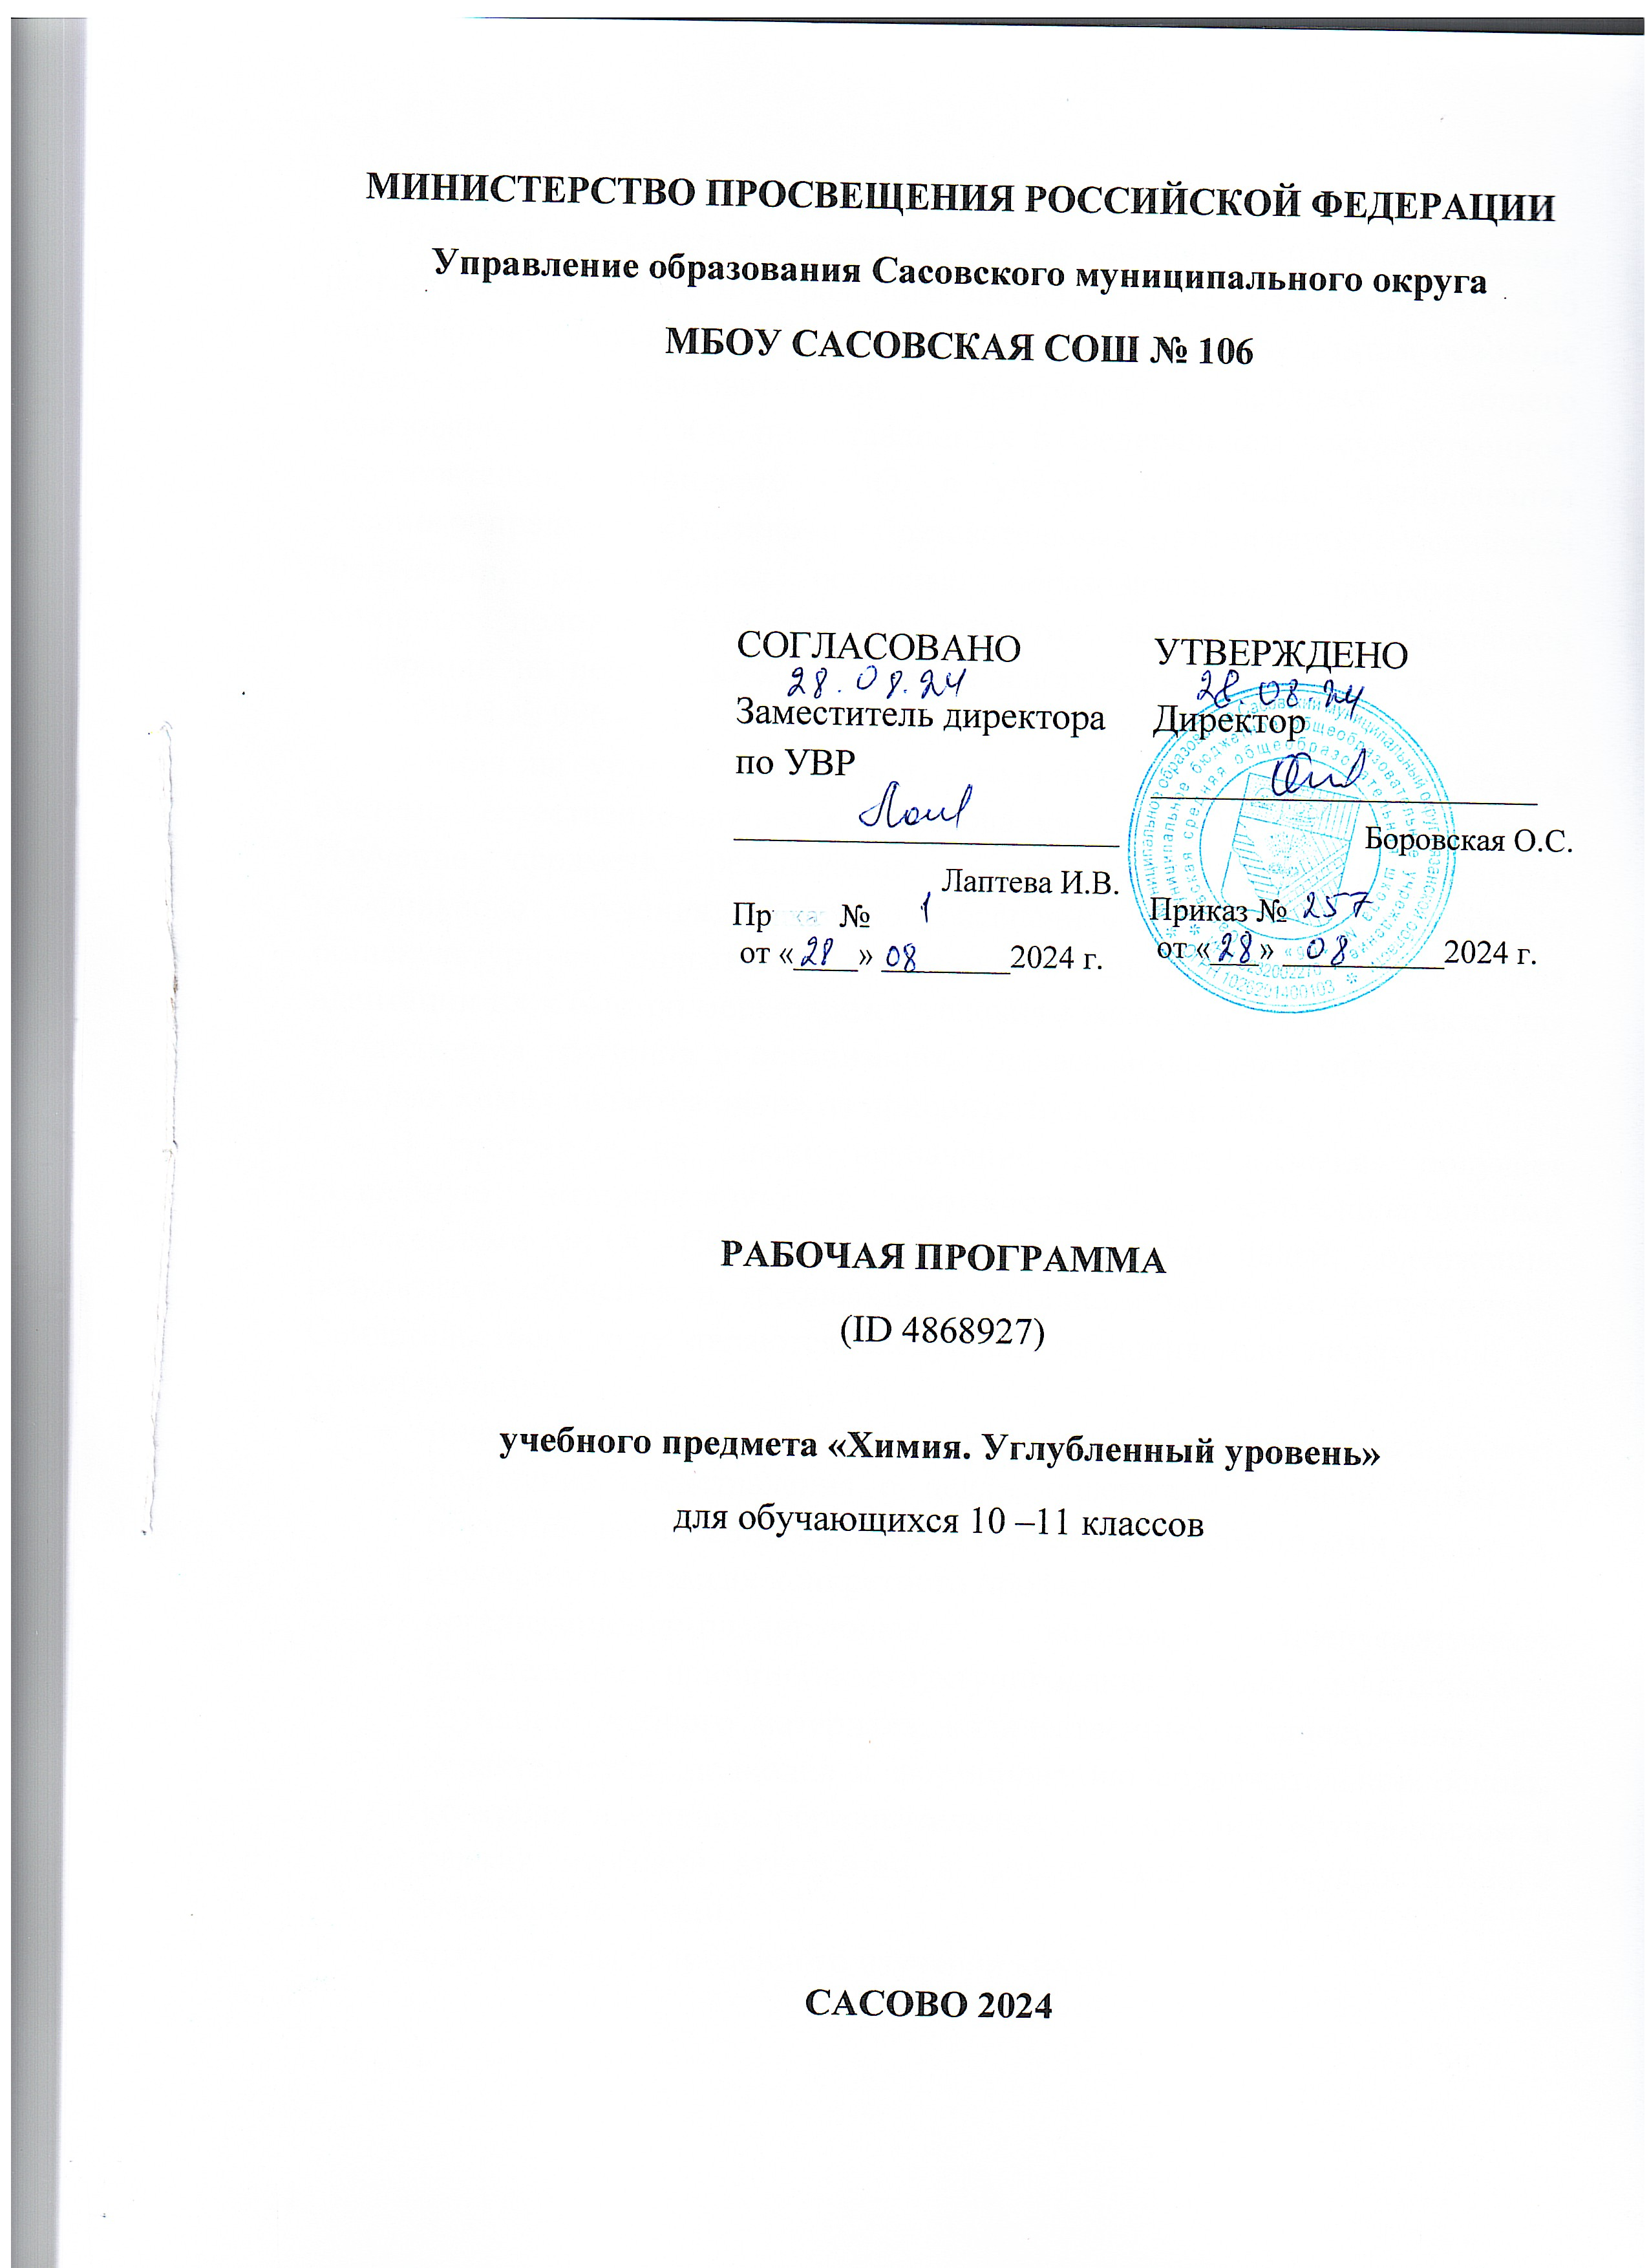 МИНИСТЕРСТВО ПРОСВЕЩЕНИЯ РОССИЙСКОЙ ФЕДЕРАЦИИ
Управление образования Сасовского муниципального округа
МБОУ САСОВСКАЯ СОШ № 106
СОГЛАСОВАНО
28.08.24
Заместитель директора
по УВР
Лаптева И.В.
№ 1
от «28» 08 2024 г.
УТВЕРЖДЕНО
28.08.24
Директор
Боровская О.С.
Приказ № 257
от «28» 08 2024 г.
РАБОЧАЯ ПРОГРАММА
(ID 4868927)
учебного предмета «Химия. Углубленный уровень»
для обучающихся 10 –11 классов
САСОВО 2024